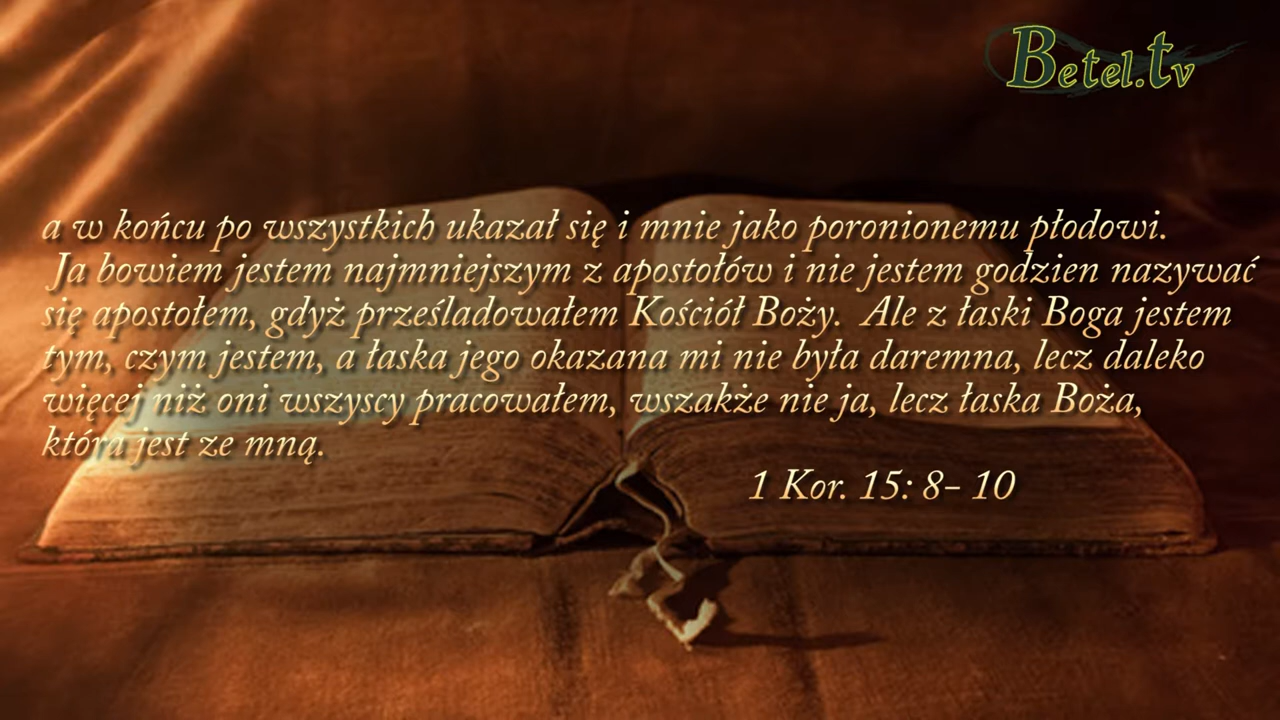 Betel.tv
a w końcu po wszystkich ukazał się i mnie jako poronionemu płodowi.
Ja bowiem jestem najmniejszym z apostołów i nie jestem godzien nazywać
się apostołem, gdyż prześladowałem Kościół Boży. Ale z łaski Boga jestem
tym, czym jestem, a łaska jego okazana mi nie była daremna, lecz daleko
więcej niż oni wszyscy pracowałem, wszakże nie ja, lecz łaska Boża,
która jest ze mną.
1 Kor. 15: 8- 10